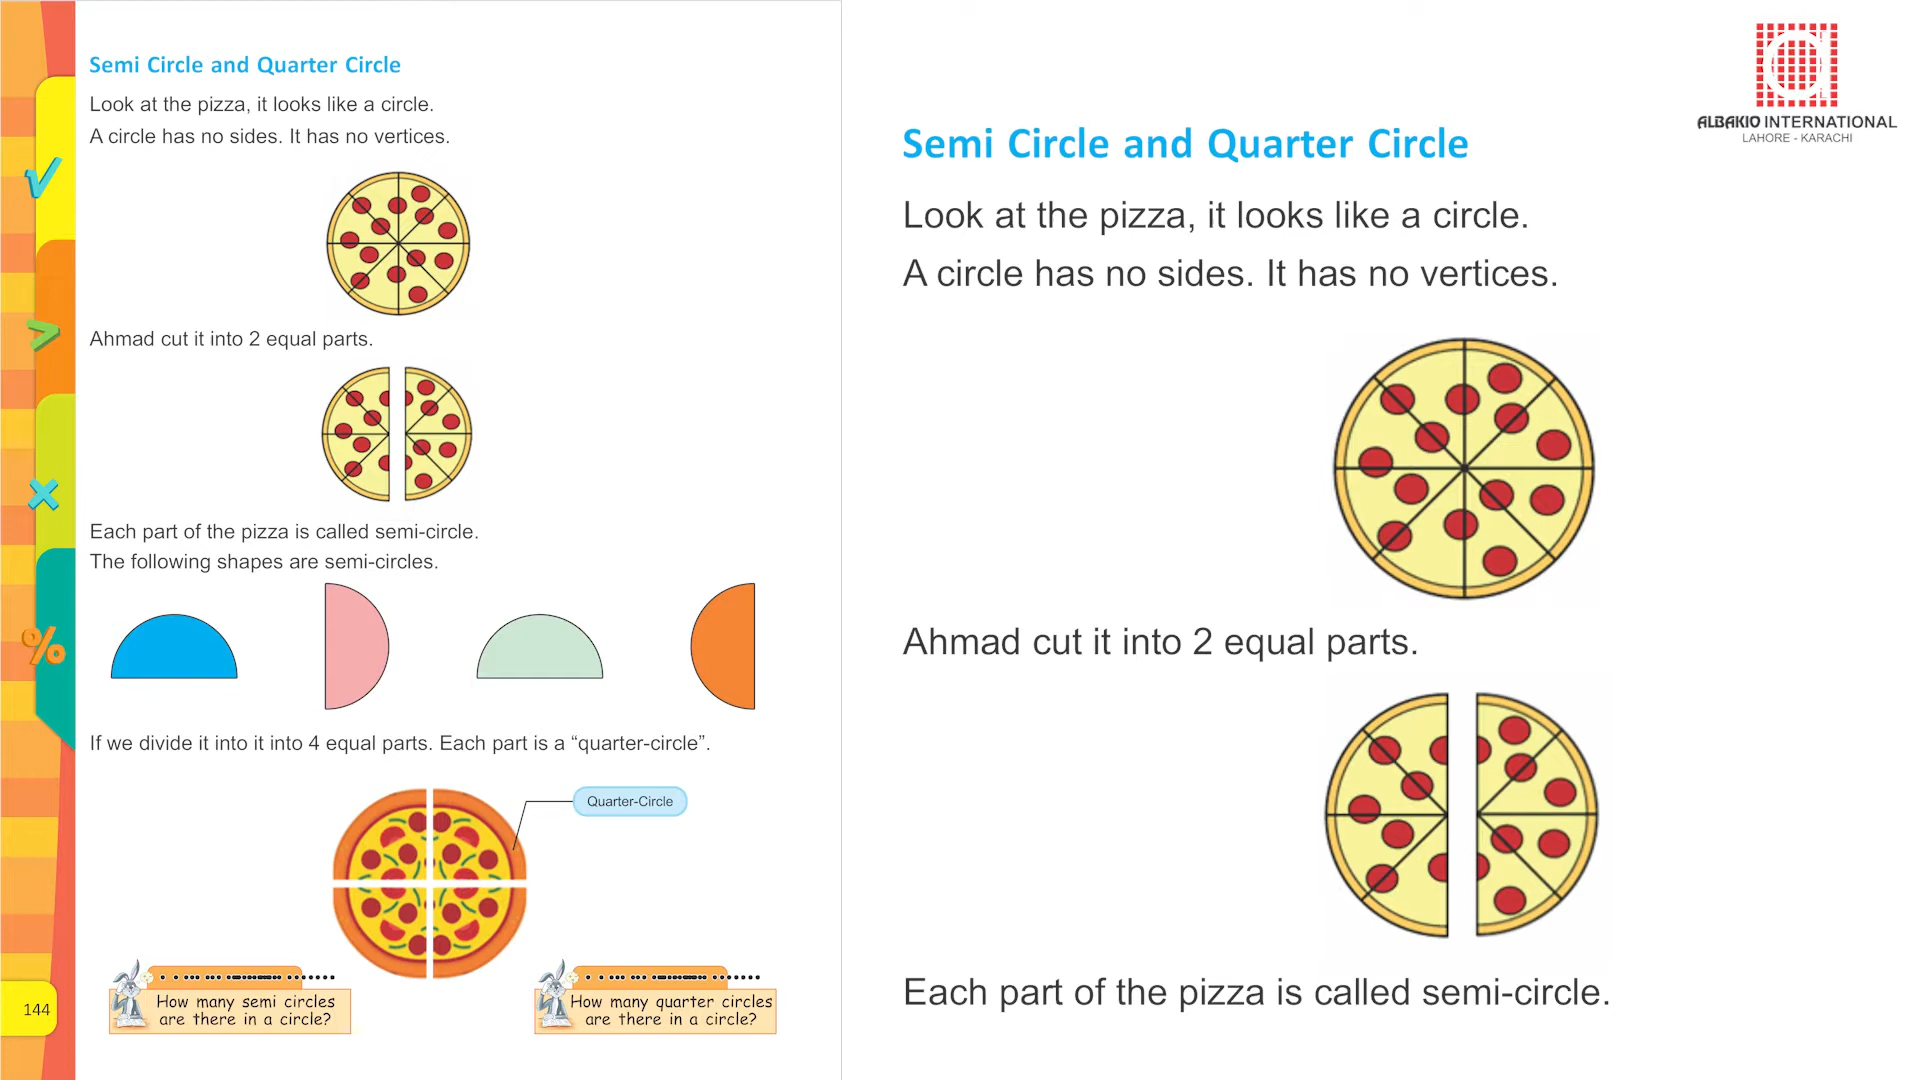 Semi Circle and Quarter Circle
Look at the pizza, it looks like a circle.
A circle has no sides. It has no vertices.
Ahmad cut it into 2 equal parts.
Each part of the pizza is called semi-circle.
The following shapes are semi-circles.
If we divide it into it into 4 equal parts. Each part is a “quarter-circle”.
Quarter-Circle
How many semi circles
are there in a circle?
How many quarter circles
are there in a circle?
144
√
>
×
%
ALBAKIO INTERNATIONAL
LAHORE - KARACHI
Semi Circle and Quarter Circle
Look at the pizza, it looks like a circle.
A circle has no sides. It has no vertices.
Ahmad cut it into 2 equal parts.
Each part of the pizza is called semi-circle.